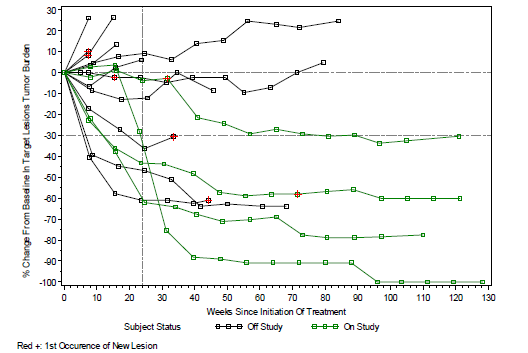 30
20
10
0
-10
-20
-30
-40
-50
-60
-70
-80
-90
-100
% Change From Baseline In Target Lesions Tumor Burden
0 10 20 30 40 50 60 70 80 90 100 110 120 130
Weeks Since Initiation Of Treatment
Subject Status Off Study On Study
Red +: 1st Occurence of New Lesion